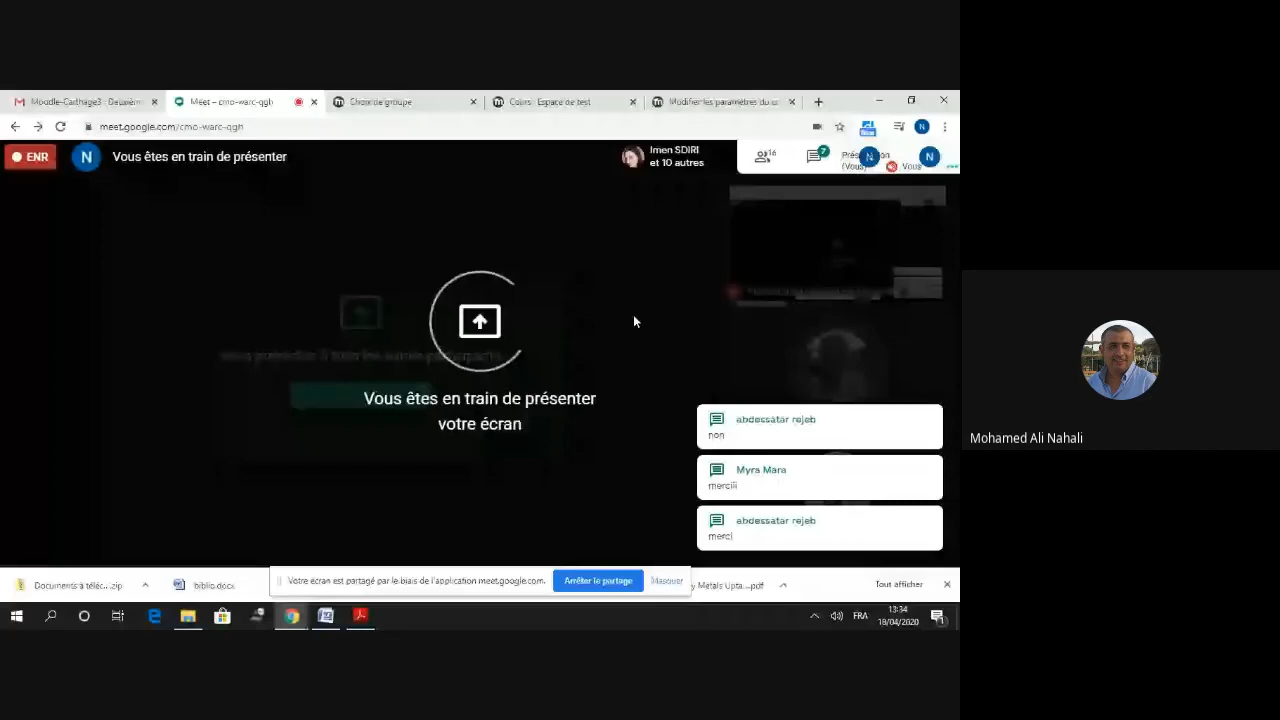 Moodle-Carthage3 : Deuxièm
Meet – cmo-warc-qgh
Choix de groupe
Cours : Espace de test
Modifier les paramètres du co
meet.google.com/cmo-warc-qgh
ENR
N
Vous êtes en train de présenter
Imen SDIRI
et 10 autres
16
7
(Vous)
N
Vous
N
Vous êtes en train de présenter
votre écran
abdessatar rejeb
non
Myra Mara
merciii
abdessatar rejeb
merci
Mohamed Ali Nahali
Documents à téléc....zip
biblio.docx
Votre écran est partagé par le biais de l'application meet.google.com.
Arrêter le partage
Masquer
y Metals Upta....pdf
Tout afficher
FRA
13:34
18/04/2020